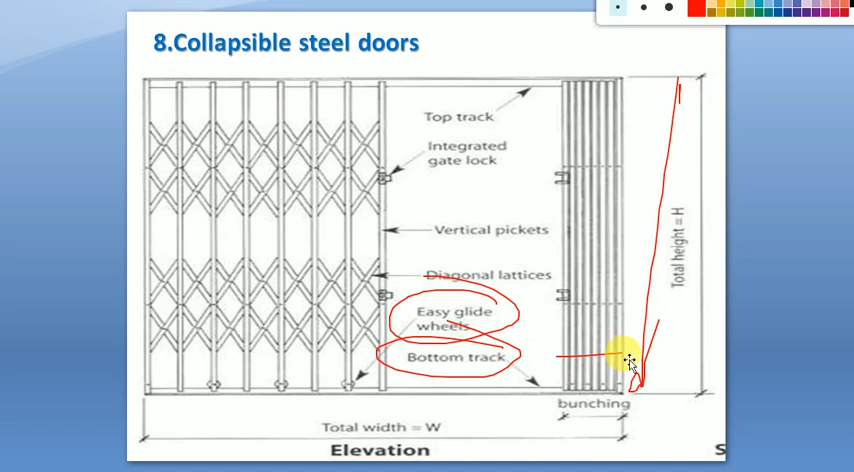 8.Collapsible steel doors
Top track
Integrated
gate lock
Vertical pickets
Diagonal lattices
Easy glide
wheels
Bottom track
Total height = H
bunching
Total width = W
Elevation
S